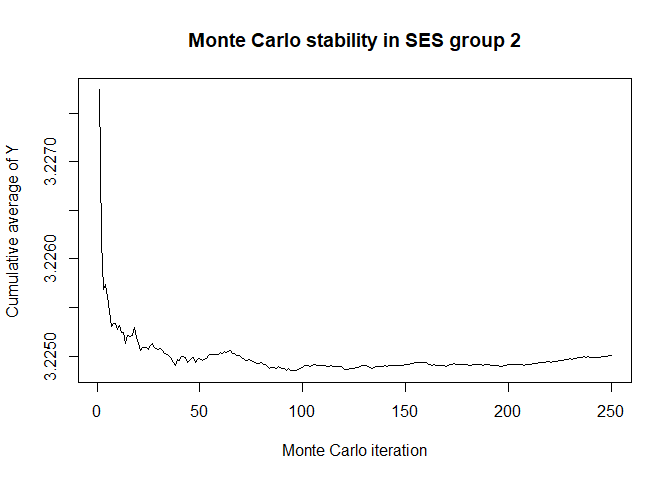 Monte Carlo stability in SES group 2
Cumulative average of Y
3.2270
3.2260
3.2250
0 50 100 150 200 250
Monte Carlo iteration